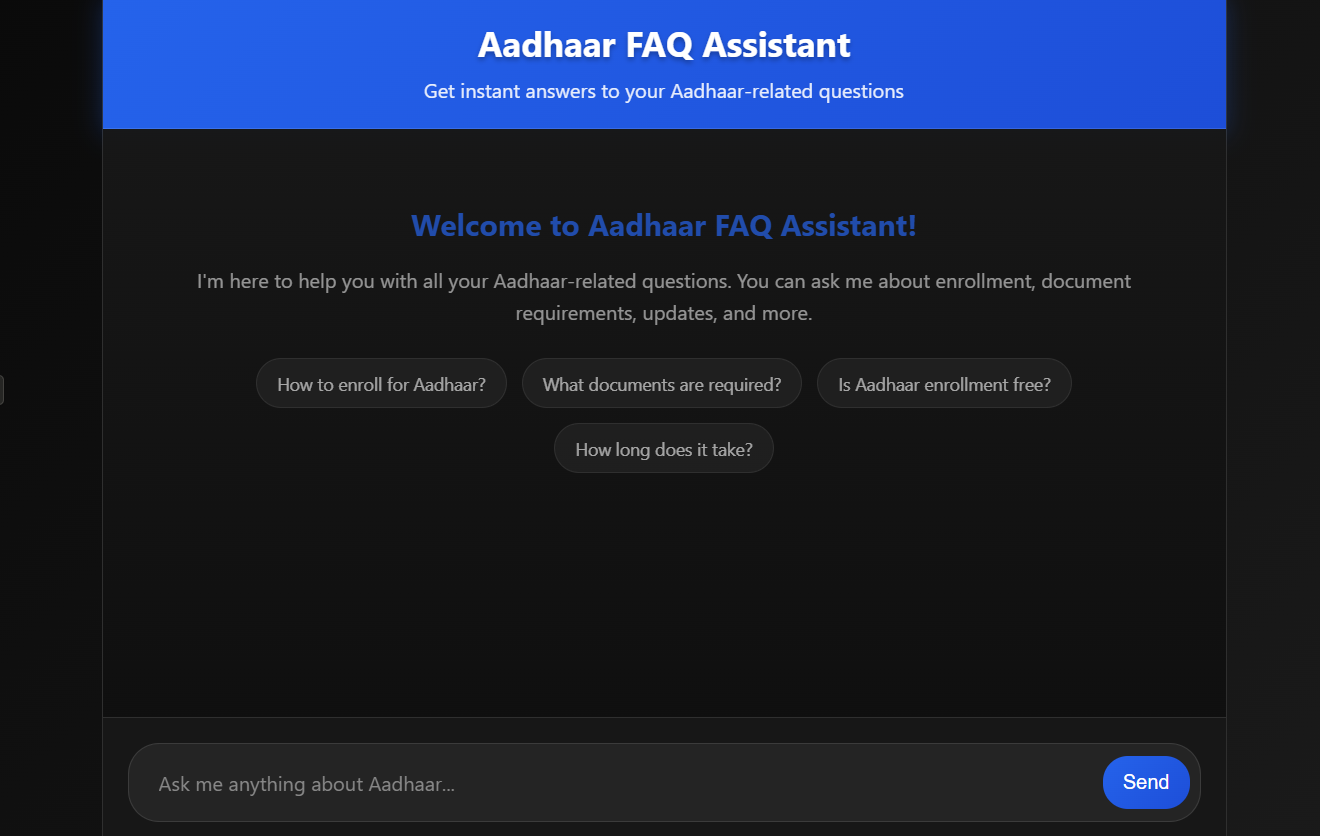 Aadhaar FAQ Assistant
Get instant answers to your Aadhaar-related questions
Welcome to Aadhaar FAQ Assistant!
I'm here to help you with all your Aadhaar-related questions. You can ask me about enrollment, document
requirements, updates, and more.
How to enroll for Aadhaar? What documents are required? Is Aadhaar enrollment free?
How long does it take?
Ask me anything about Aadhaar... Send